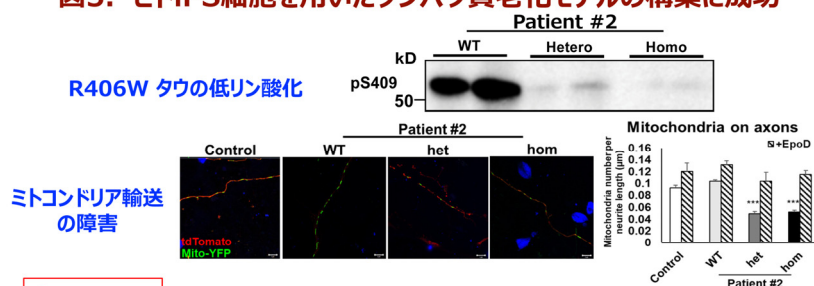 Patient #2
WT Hetero Homo
kD
R406W タウの低リン酸化
pS409
50
Patient #2
Control WT het hom
ミトコンドリア輸送
の障害
tdTomato
Mito-YFP
Mitochondria on axons
+EpoD
Mitochondria number per
neurite length [μm]
0.16
0.14
0.12
0.1
0.08
0.06
0.04
0.02
0
*** ***
Control WT het hom
Patient #2